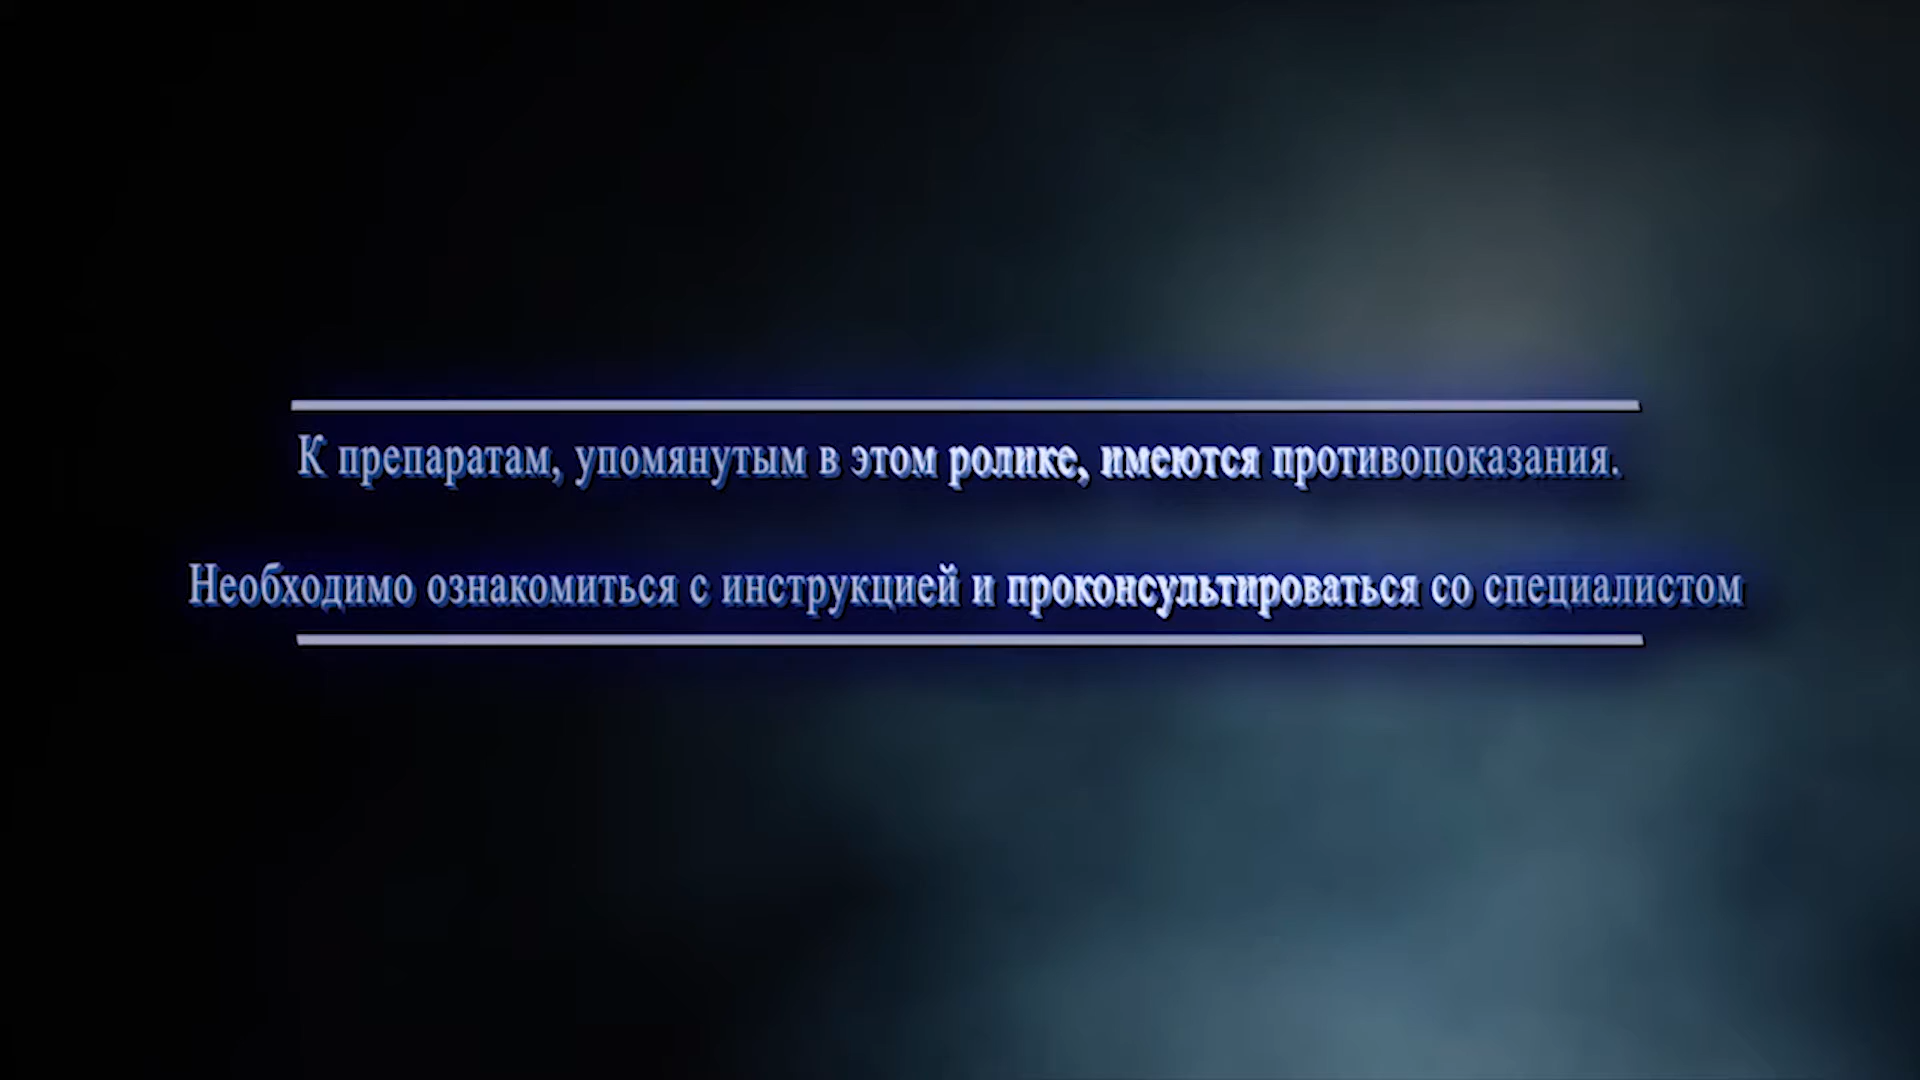 К препаратам, упомянутым в этом ролике, имеются противопоказания.
Необходимо ознакомиться с инструкцией и проконсультироваться со специалистом